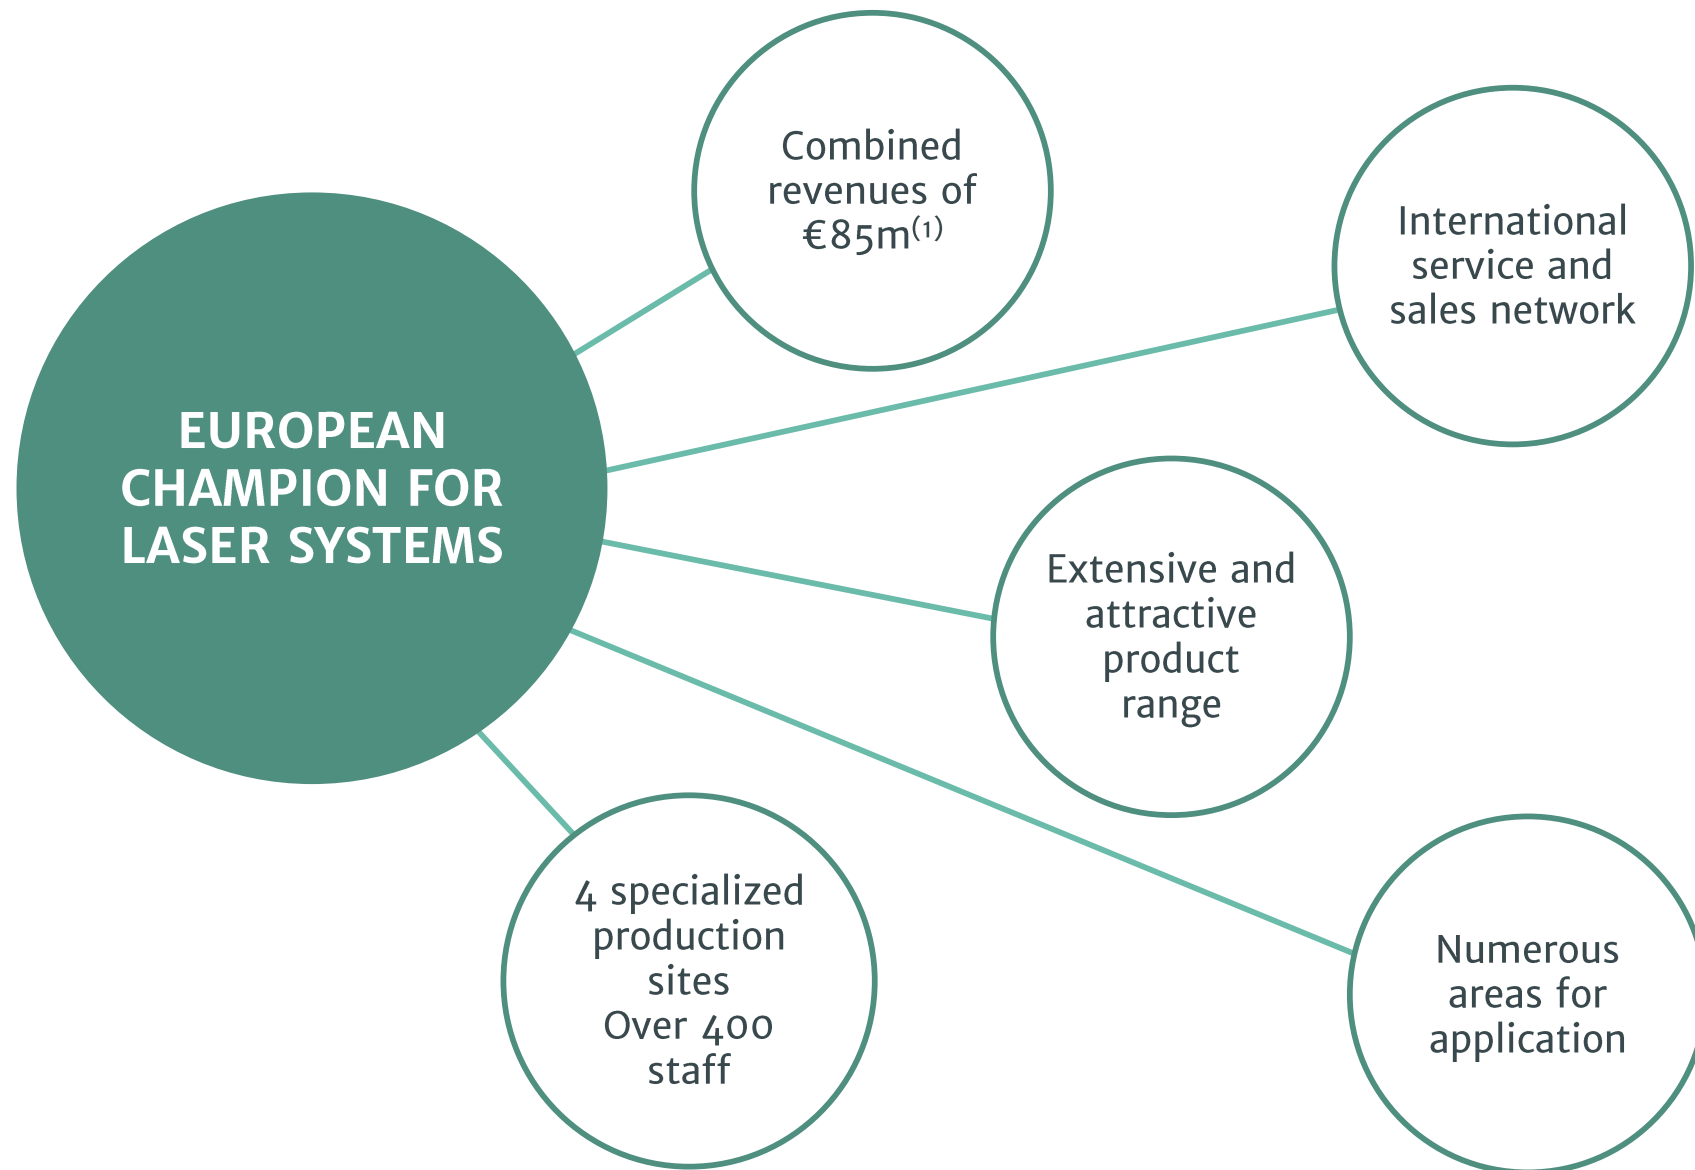 Combined
revenues of
€85m(1)
International
service and
sales network
EUROPEAN
CHAMPION FOR
LASER SYSTEMS
Extensive and
attractive
product
range
4 specialized
production
sites
Over 400
staff
Numerous
areas for
application